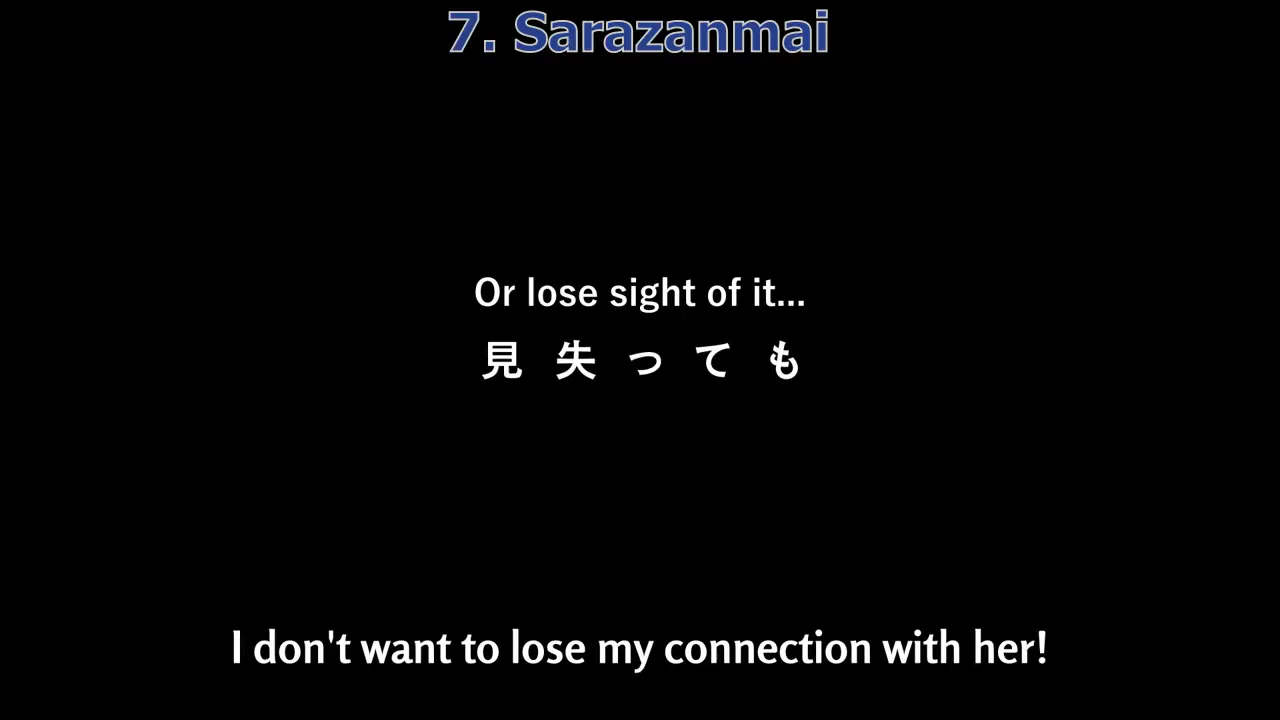 7. Sarazanmai
Or lose sight of it...
見失っても
I don't want to lose my connection with her!